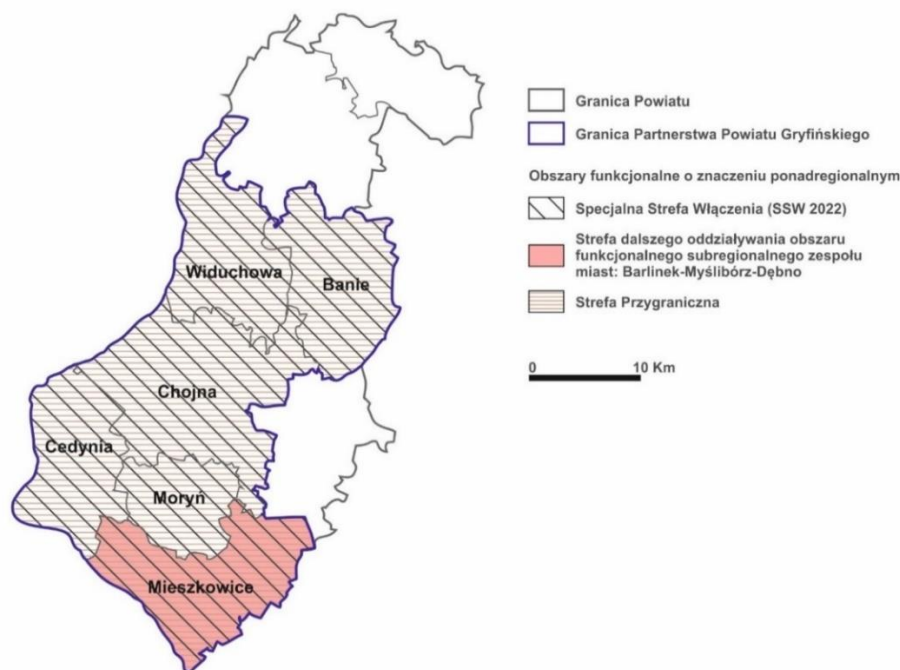 Granica Powiatu
Granica Partnerstwa Powiatu Gryfińskiego
Obszary funkcjonalne o znaczeniu ponadregionalnym
Specjalna Strefa Włączenia (SSW 2022)
Strefa dalszego oddziaływania obszaru
funkcjonalnego subregionalnego zespołu
miast: Barlinek-Myślibórz-Dębno
Strefa Przygraniczna
0 10 Km
Widuchowa
Banie
Chojna
Cedynia
Moryń
Mieszkowice